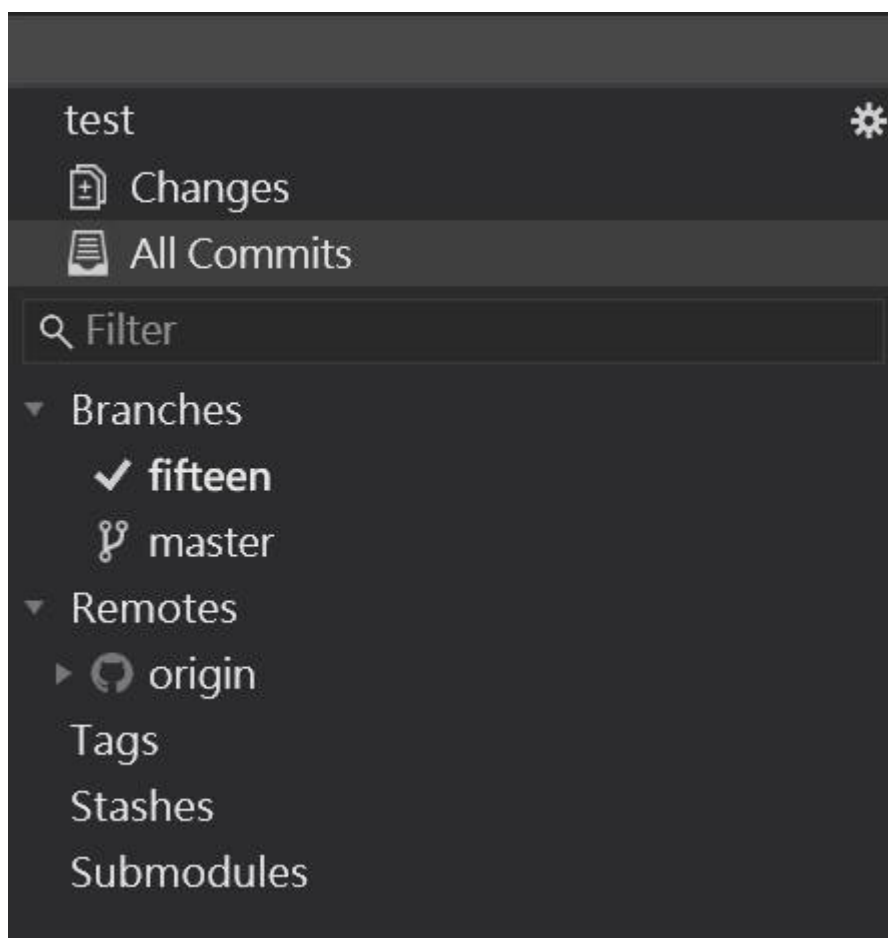 test
Changes
All Commits
Filter
Branches
fifteen
master
Remotes
origin
Tags
Stashes
Submodules